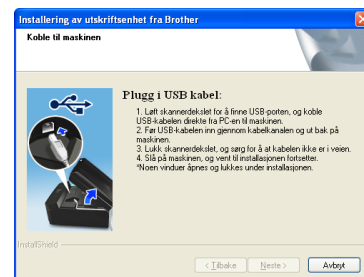 Installering av utskriftsenhet fra Brother
Koble til maskinen
Plugg i USB kabel:
1. Løft skannerdekslet for å finne USB-porten, og koble
USB-kabelen direkte fra PC-en til maskinen.
2. Før USB-kabelen inn gjennom kabelkanalen og ut bak på
maskinen.
3. Lukk skannerdekslet, og sørg for at kabelen ikke er i veien.
4. Slå på maskinen, og vent til installasjonen fortsetter.
*Noen vinduer åpnes og lukkes under installasjonen.
InstallShield
< Tilbake
Neste >
Avbryt